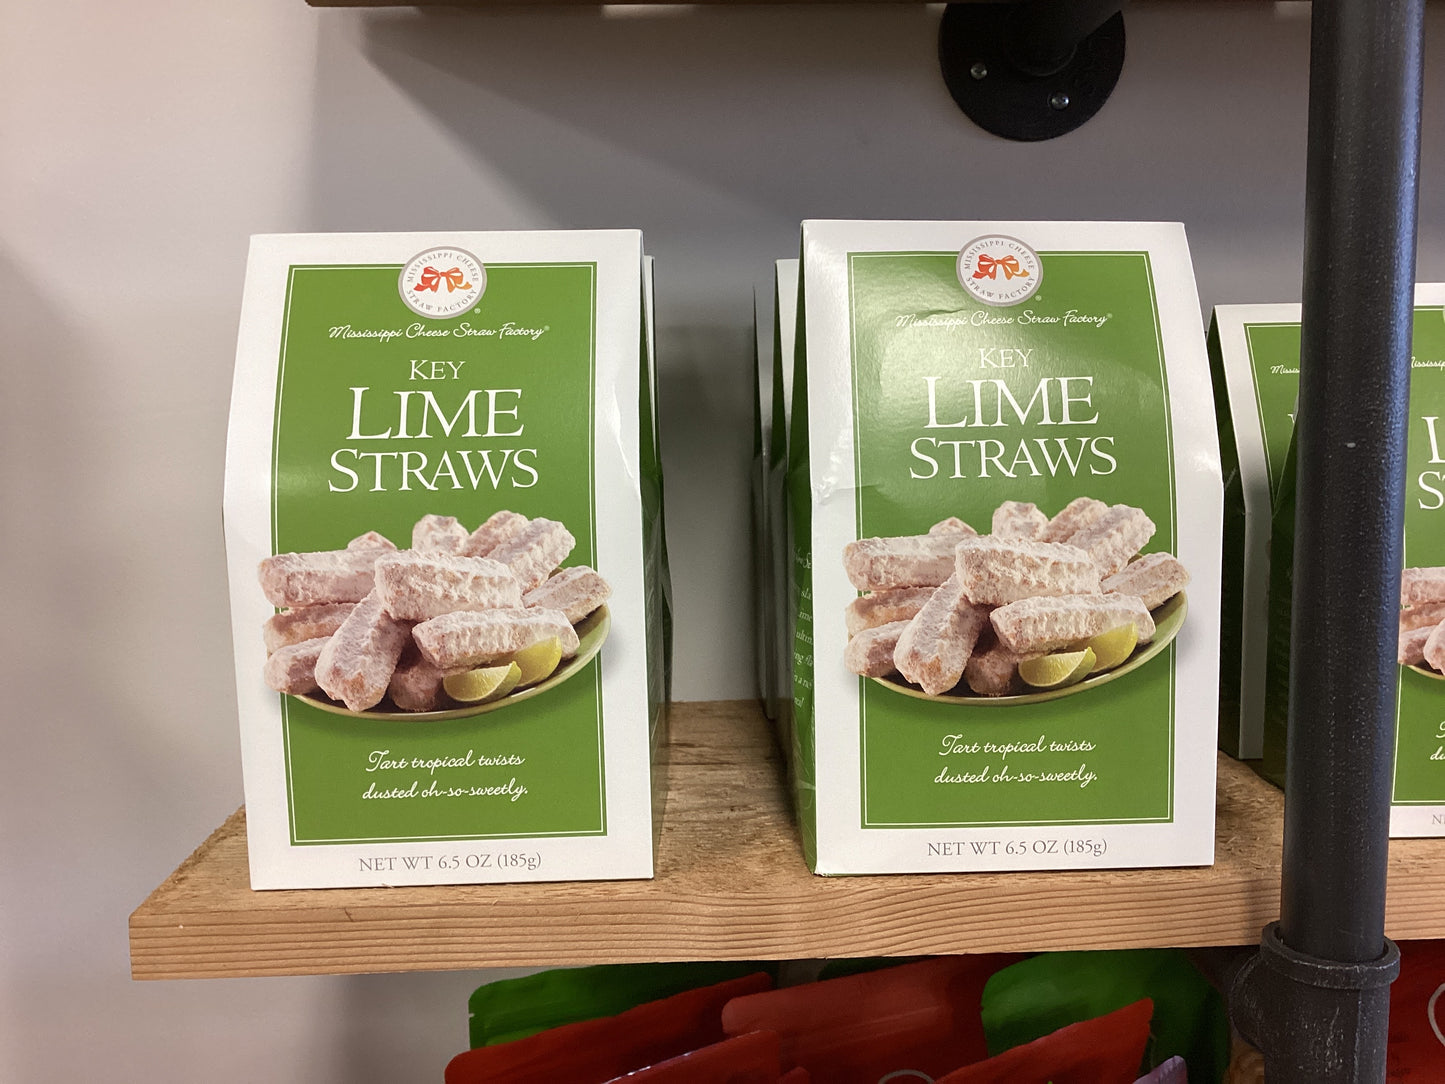 MISSISSIPPI CHEESE
STRAW FACTORY
Mississippi Cheese Straw Factory®
KEY
LIME
STRAWS
Tart tropical twists
dusted oh-so-sweetly.
NET WT 6.5 OZ (185g)
MISSISSIPPI CHEESE
STRAW FACTORY
Mississippi Cheese Straw Factory®
KEY
LIME
STRAWS
Tart tropical twists
dusted oh-so-sweetly.
NET WT 6.5 OZ (185g)